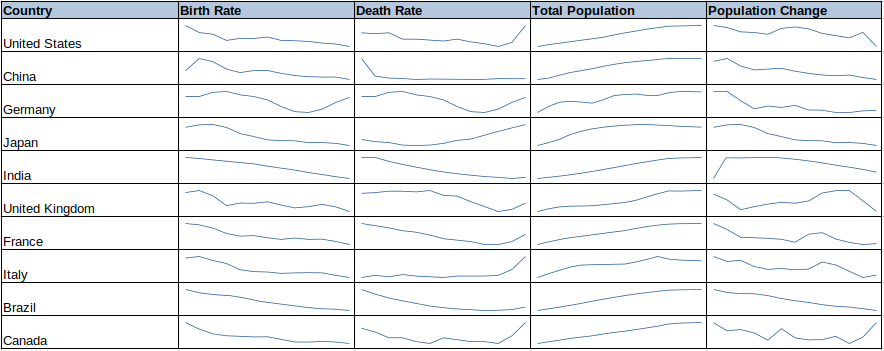 Country Birth Rate Death Rate Total Population Population Change
United States
China
Germany
Japan
India
United Kingdom
France
Italy
Brazil
Canada